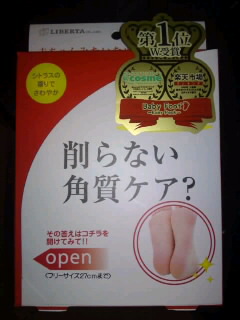 LIBERTA
シトラスの
香りで
さわやか
第1位
W受賞
@cosme
楽天市場
Baby Foot
~Easy Pack~
削らない
角質ケア?
その答えはコチラを
開けてみて!!
open
(フリーサイズ27cmまで)